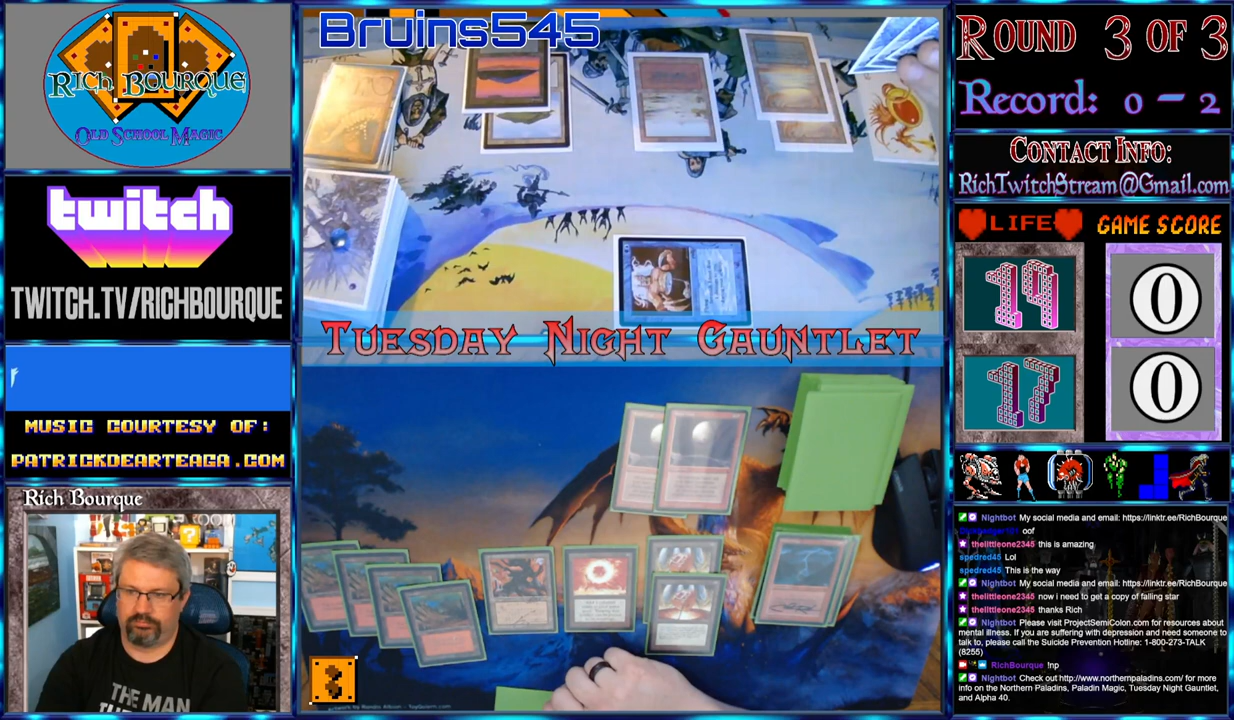 Rich Bourque
Old School Magic
twitch
TWITCH.TV/RICHBOURQUE
MUSIC COURTESY OF:
PATRICKDEARTEAGA.COM
Rich Bourque
THE MAN
Bruins545
Tuesday Night Gauntlet
Round 3 of 3
Record: 0 - 2
Contact Info:
RichTwitchStream@Gmail.com
LIFE
GAME SCORE
19
0
17
0
Nightbot My social media and email: https://linktr.ee/RichBourque
oof
thelittleone2345 this is amazing
spedred45 Lol
spedred45 This is the way
Nightbot My social media and email: https://linktr.ee/RichBourque
thelittleone2345 now i need to get a copy of falling star
thelittleone2345 thanks Rich
Nightbot Please visit ProjectSemiColon.com for resources about
mental illness. If you are suffering with depression and need someone to
talk to, please call the Suicide Prevention Hotline: 1-800-273-TALK
(8255)
RichBourque !np
Nightbot Check out http://www.northernpaladins.com/ for more
info on the Northern Paladins, Paladin Magic, Tuesday Night Gauntlet,
and Alpha 40.